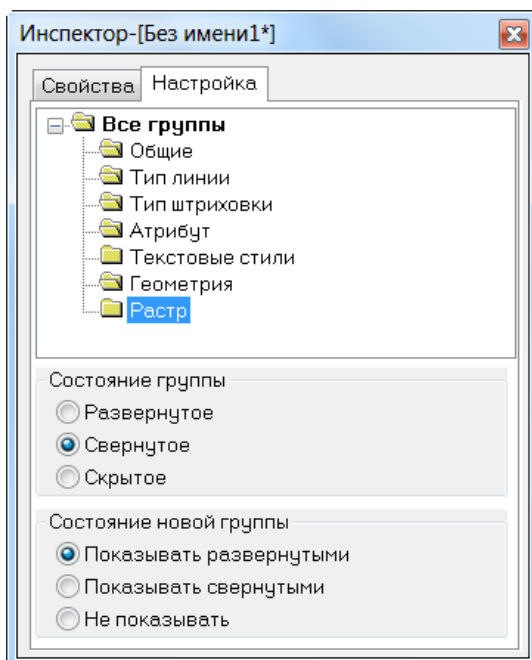 Инспектор-[Без имени1*]
Свойства Настройка
Все группы
Общие
Тип линии
Тип штриховки
Атрибут
Текстовые стили
Геометрия
Растр
Состояние группы
Развернутое
Свернутое
Скрытое
Состояние новой группы
Показывать развернутыми
Показывать свернутыми
Не показывать